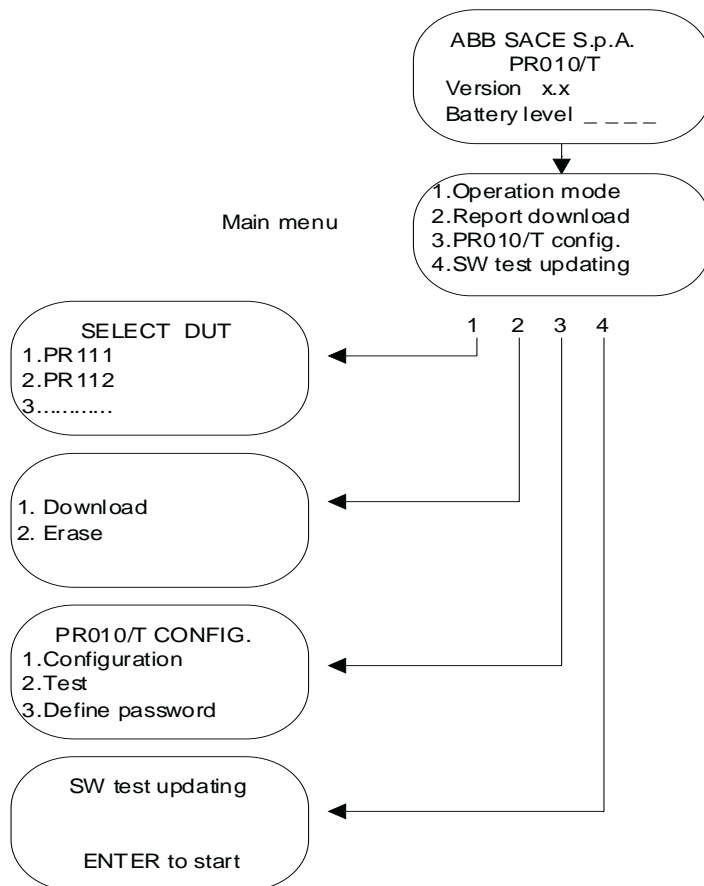 ABB SACE S.p.A.
PR010/T
Version x.x
Battery level _ _ _ _
Main menu
1.Operation mode
2.Report download
3.PR010/T config.
4.SW test updating
1 2 3 4
SELECT DUT
1.PR111
2.PR112
3............
1. Download
2. Erase
PR010/T CONFIG.
1.Configuration
2.Test
3.Define password
SW test updating
ENTER to start